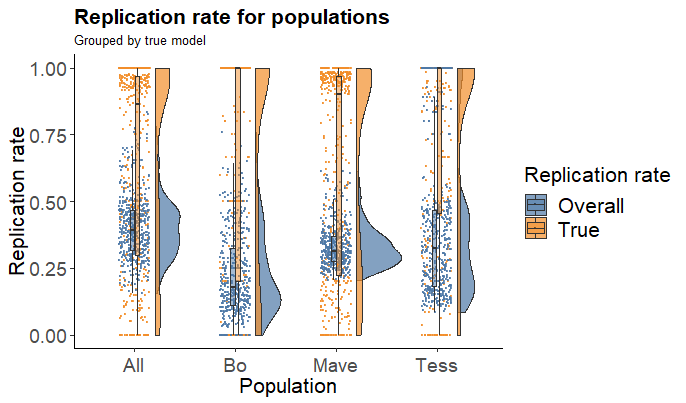 Replication rate for populations
Grouped by true model
1.00
0.75
0.50
0.25
0.00
Replication rate
All
Bo
Mave
Tess
Population
Replication rate
Overall
True